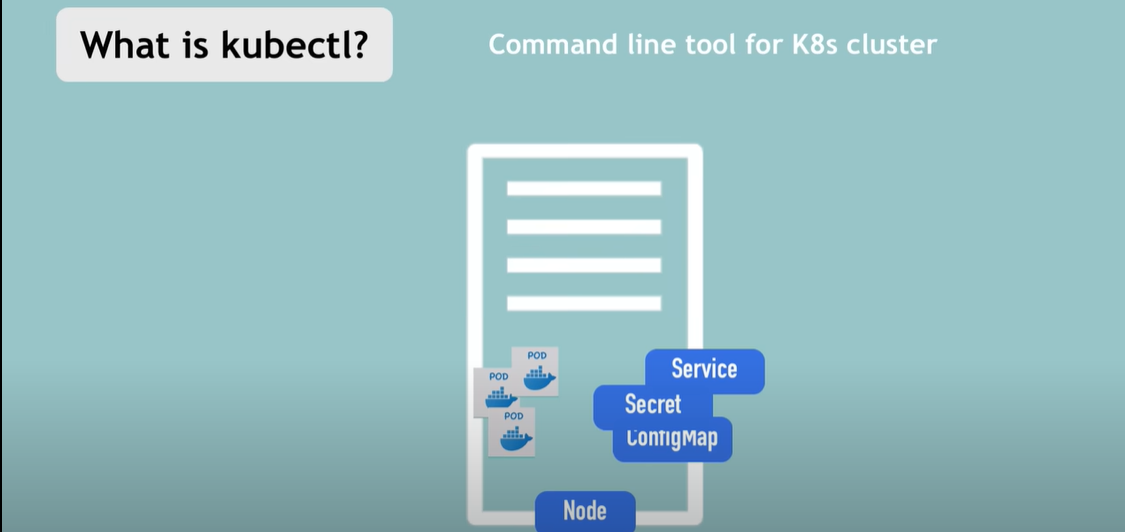 What is kubectl?
Command line tool for K8s cluster
POD
POD
POD
Service
Secret
ConfigMap
Node